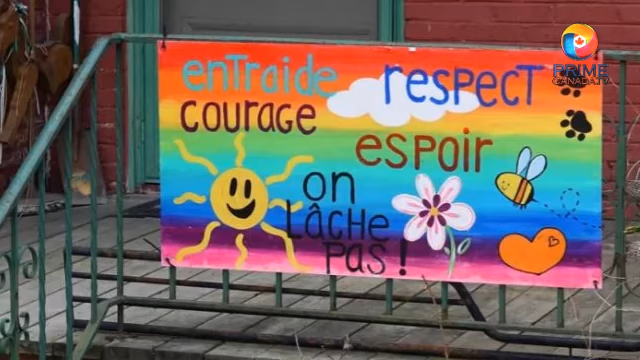 entraide
respect
courage
espoir
on
Lâche
pas!
PRIME
CANADA.TV